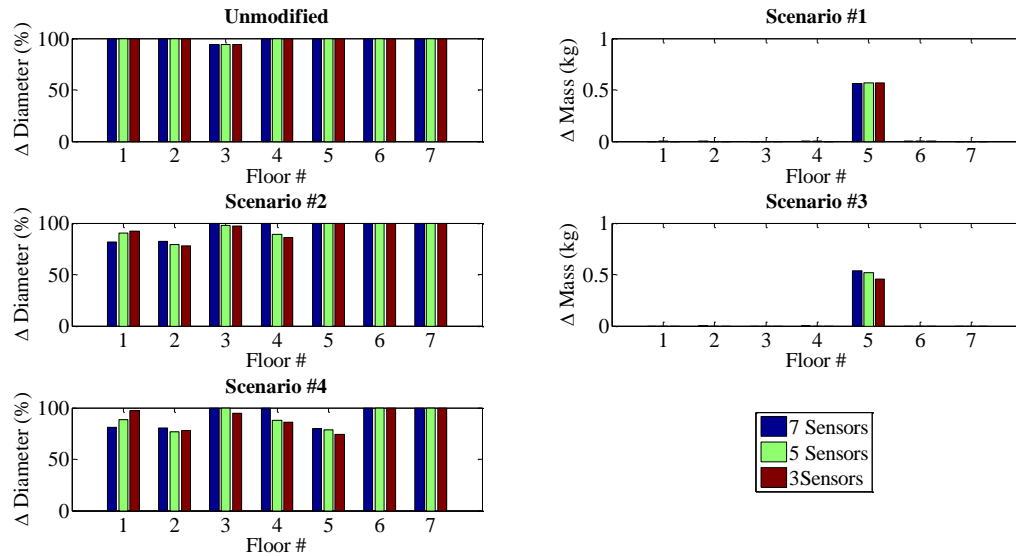 Unmodified
100
50
0
Δ Diameter (%)
1 2 3 4 5 6 7
Floor #
Scenario #1
1
0.5
0
Δ Mass (kg)
1 2 3 4 5 6 7
Floor #
Scenario #2
100
50
0
Δ Diameter (%)
1 2 3 4 5 6 7
Floor #
Scenario #3
1
0.5
0
Δ Mass (kg)
1 2 3 4 5 6 7
Floor #
Scenario #4
100
50
0
Δ Diameter (%)
1 2 3 4 5 6 7
Floor #
7 Sensors
5 Sensors
3Sensors